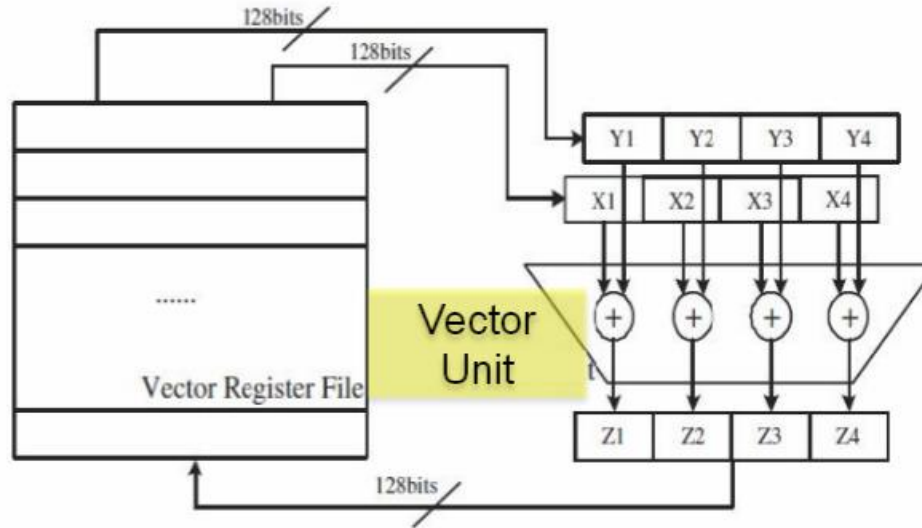 128bits
128bits
Y1 Y2 Y3 Y4
X1 X2 X3 X4
+ + + +
......
Vector
Unit
t
Vector Register File
Z1 Z2 Z3 Z4
128bits